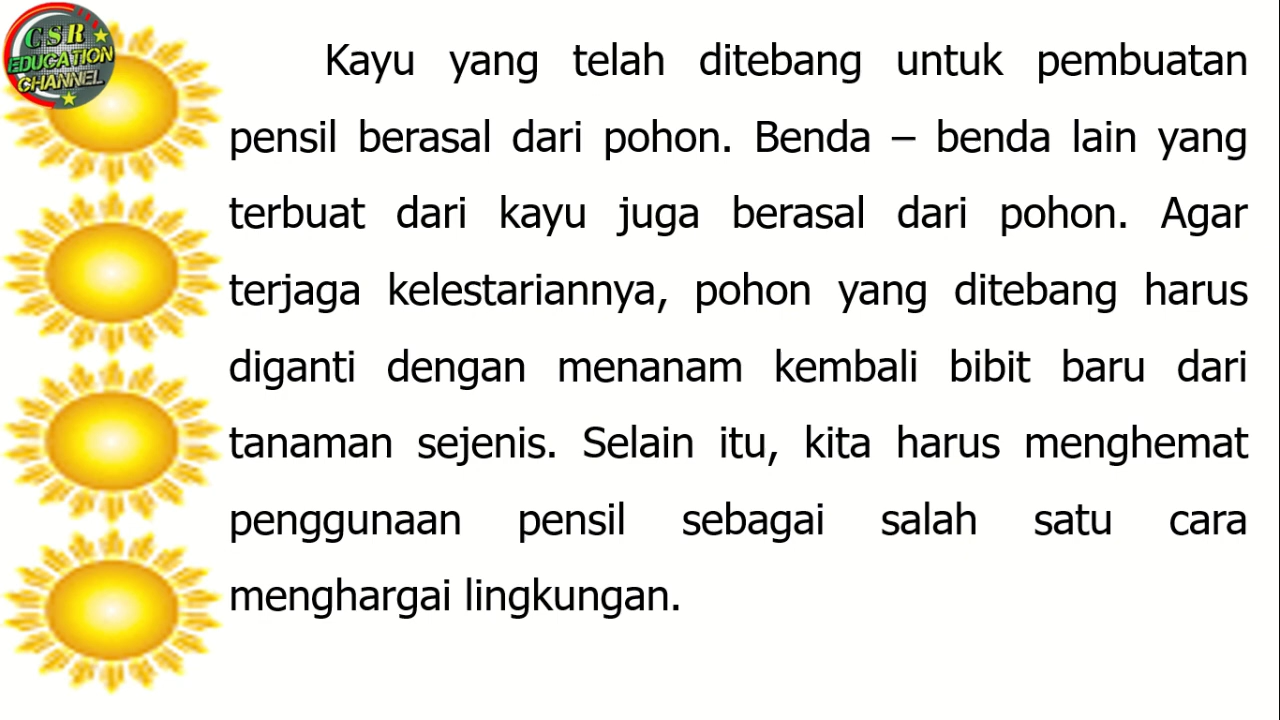 CSR
EDUCATION
CHANNEL
Kayu yang telah ditebang untuk pembuatan
pensil berasal dari pohon. Benda – benda lain yang
terbuat dari kayu juga berasal dari pohon. Agar
terjaga kelestariannya, pohon yang ditebang harus
diganti dengan menanam kembali bibit baru dari
tanaman sejenis. Selain itu, kita harus menghemat
penggunaan pensil sebagai salah satu cara
menghargai lingkungan.